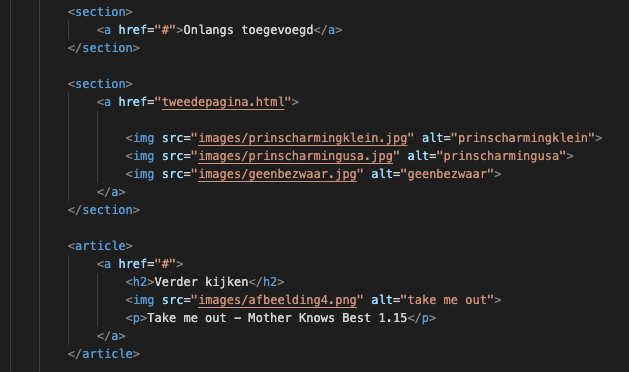 <section>
<a href="#">Onlangs toegevoegd</a>
</section>
<section>
<a href="tweedepagina.html">
<img src="images/prinscharmingklein.jpg" alt="prinscharmingklein">
<img src="images/prinscharmingusa.jpg" alt="prinscharmingusa">
<img src="images/geenbezwaar.jpg" alt="geenbezwaar">
</a>
</section>
<article>
<a href="#">
<h2>Verder kijken</h2>
<img src="images/afbeelding4.png" alt="take me out">
<p>Take me out - Mother Knows Best 1.15</p>
</a>
</article>